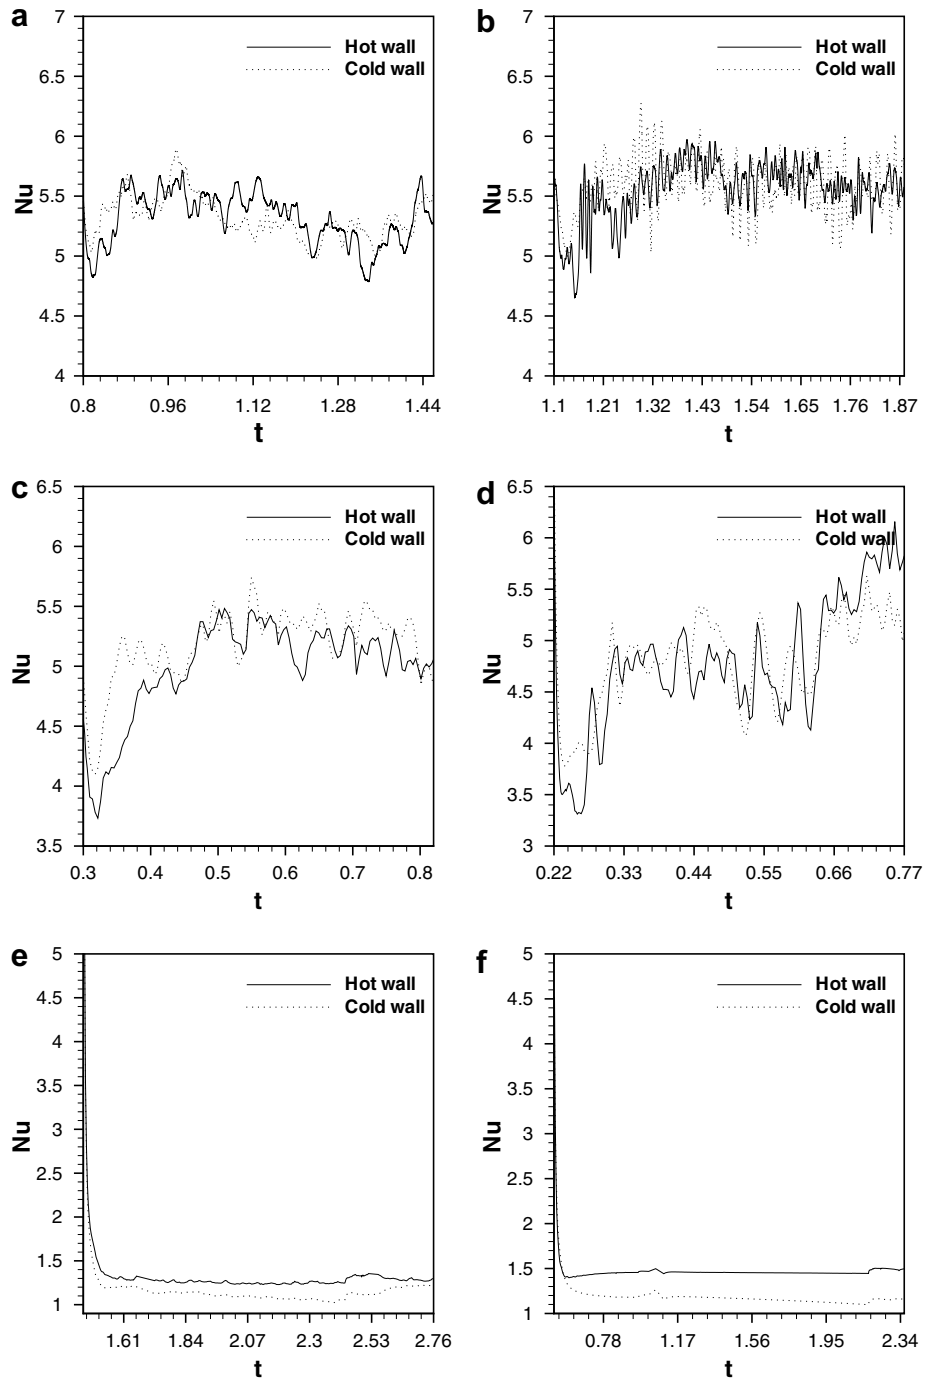 a
7
6.5
6
5.5
5
4.5
4
Nu
Hot wall
Cold wall
0.8 0.96 1.12 1.28 1.44
t
b
7
6.5
6
5.5
5
4.5
4
Nu
Hot wall
Cold wall
1.1 1.21 1.32 1.43 1.54 1.65 1.76 1.87
t
c
6.5
6
5.5
5
4.5
4
3.5
Nu
Hot wall
Cold wall
0.3 0.4 0.5 0.6 0.7 0.8
t
d
6.5
6
5.5
5
4.5
4
3.5
3
Nu
Hot wall
Cold wall
0.22 0.33 0.44 0.55 0.66 0.77
t
e
5
4.5
4
3.5
3
2.5
2
1.5
1
Nu
Hot wall
Cold wall
1.61 1.84 2.07 2.3 2.53 2.76
t
f
5
4.5
4
3.5
3
2.5
2
1.5
1
Nu
Hot wall
Cold wall
0.78 1.17 1.56 1.95 2.34
t